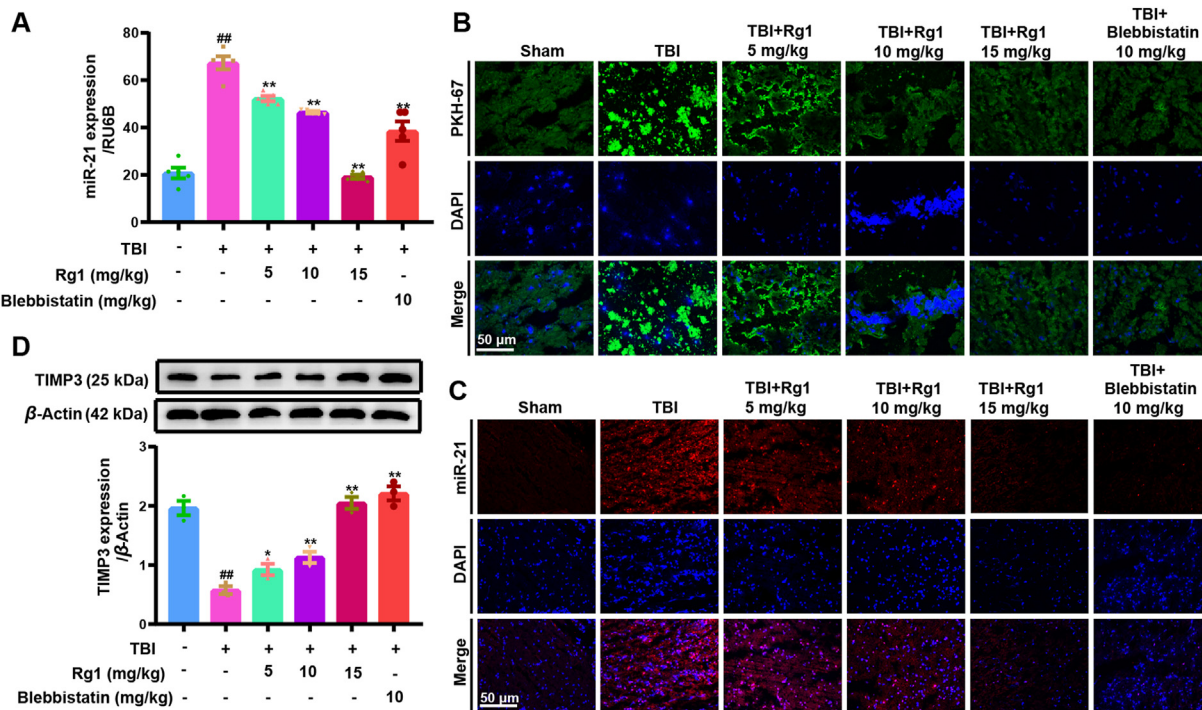 A
miR-21 expression
/RU6B
80
60
40
20
0
##
**
**
**
**
TBI - + + + + +
Rg1 (mg/kg) - - 5 10 15 -
Blebbistatin (mg/kg) - - - - - 10
B
Sham
TBI
TBI+Rg1
5 mg/kg
TBI+Rg1
10 mg/kg
TBI+Rg1
15 mg/kg
TBI+
Blebbistatin
10 mg/kg
PKH-67
DAPI
Merge
50 μm
D
TIMP3 (25 kDa)
β-Actin (42 kDa)
TIMP3 expression
/β-Actin
3
2
1
0
##
*
**
**
**
TBI - + + + + +
Rg1 (mg/kg) - - 5 10 15 -
Blebbistatin (mg/kg) - - - - - 10
C
Sham
TBI
TBI+Rg1
5 mg/kg
TBI+Rg1
10 mg/kg
TBI+Rg1
15 mg/kg
TBI+
Blebbistatin
10 mg/kg
miR-21
DAPI
Merge
50 μm